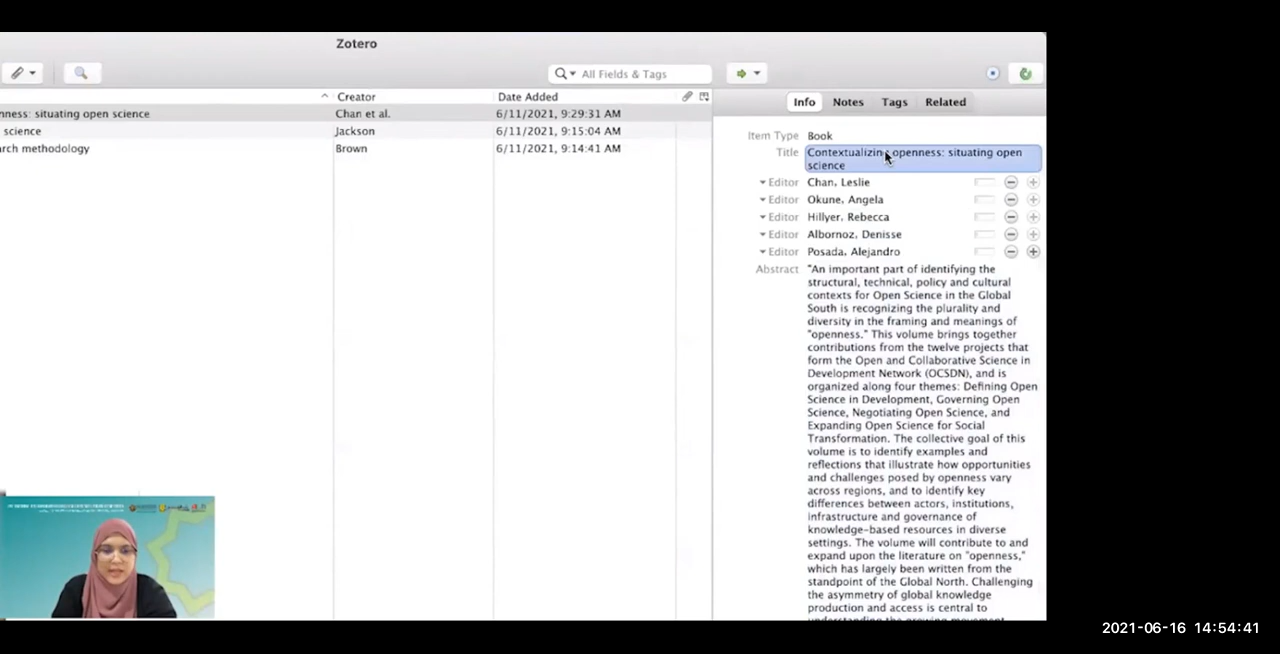 Zotero
All Fields & Tags
Creator
Date Added
nness: situating open science
Chan et al.
6/11/2021, 9:29:31 AM
science
Jackson
6/11/2021, 9:15:04 AM
rch methodology
Brown
6/11/2021, 9:14:41 AM
Info
Notes
Tags
Related
Item Type Book
Title Contextualizing openness: situating open
science
Editor Chan, Leslie
Editor Okune, Angela
Editor Hillyer, Rebecca
Editor Albornoz, Denisse
Editor Posada, Alejandro
Abstract "An important part of identifying the
structural, technical, policy and cultural
contexts for Open Science in the Global
South is recognizing the plurality and
diversity in the framing and meanings of
"openness." This volume brings together
contributions from the twelve projects that
form the Open and Collaborative Science in
Development Network (OCSDN), and is
organized along four themes: Defining Open
Science in Development, Governing Open
Science, Negotiating Open Science, and
Expanding Open Science for Social
Transformation. The collective goal of this
volume is to identify examples and
reflections that illustrate how opportunities
and challenges posed by openness vary
across regions, and to identify key
differences between actors, institutions,
infrastructure and governance of
knowledge-based resources in diverse
settings. The volume will contribute to and
expand upon the literature on "openness,"
which has largely been written from the
standpoint of the Global North. Challenging
the asymmetry of global knowledge
production and access is central to
understanding the growing movement
2021-06-16 14:54:41